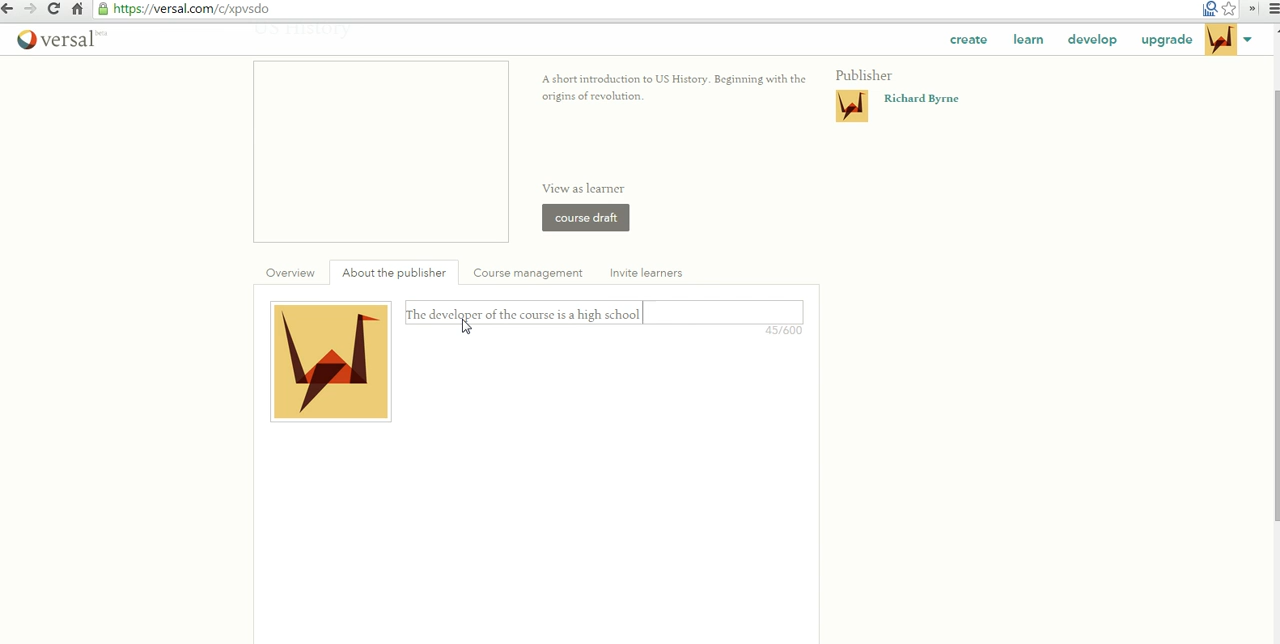 https://versal.com/c/xpvsdo
versal beta
US History
create learn develop upgrade
A short introduction to US History. Beginning with the
origins of revolution.
Publisher
Richard Byrne
View as learner
course draft
Overview About the publisher Course management Invite learners
The developer of the course is a high school
45/600